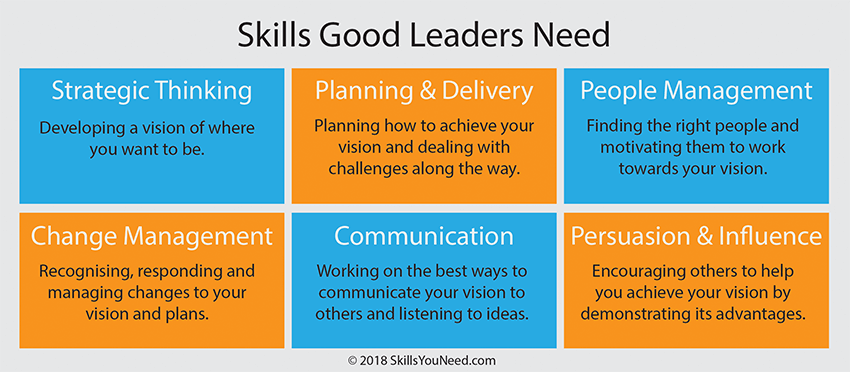 Skills Good Leaders Need
Strategic Thinking
Developing a vision of where
you want to be.
Planning & Delivery
Planning how to achieve your
vision and dealing with
challenges along the way.
People Management
Finding the right people and
motivating them to work
towards your vision.
Change Management
Recognising, responding and
managing changes to your
vision and plans.
Communication
Working on the best ways to
communicate your vision to
others and listening to ideas.
Persuasion & Influence
Encouraging others to help
you achieve your vision by
demonstrating its advantages.
© 2018 SkillsYouNeed.com